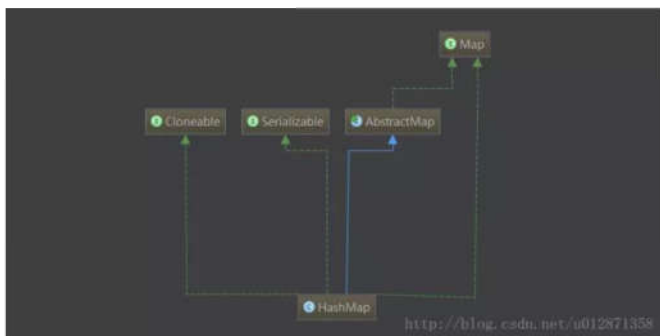 Map
Cloneable
Serializable
AbstractMap
HashMap
http://blog.csdn.net/u012871358